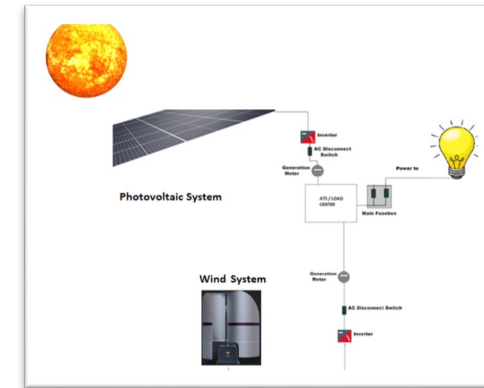 Inverter
AC Disconnect
Switch
Generation
Meter
Power to
Photovoltaic System
ATS / LOAD
CENTER
Main Fusebox
Wind System
Generation
Meter
AC Disconnect Switch
Inverter